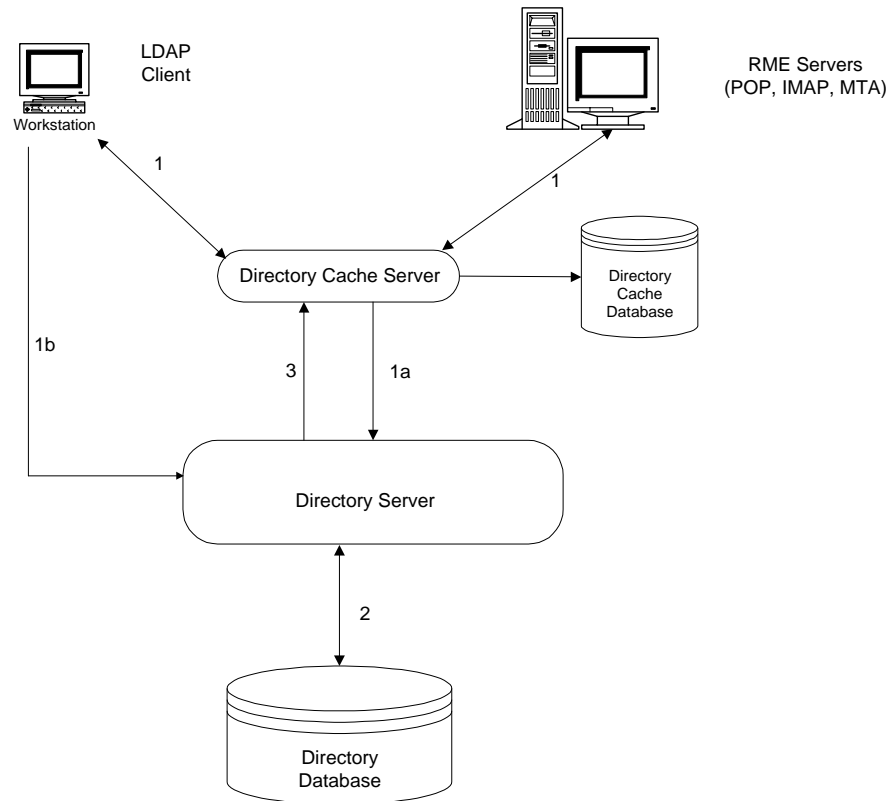 LDAP
Client
RME Servers
(POP, IMAP, MTA)
Workstation
1
1
Directory Cache Server
Directory
Cache
Database
1b
3
1a
Directory Server
2
Directory
Database